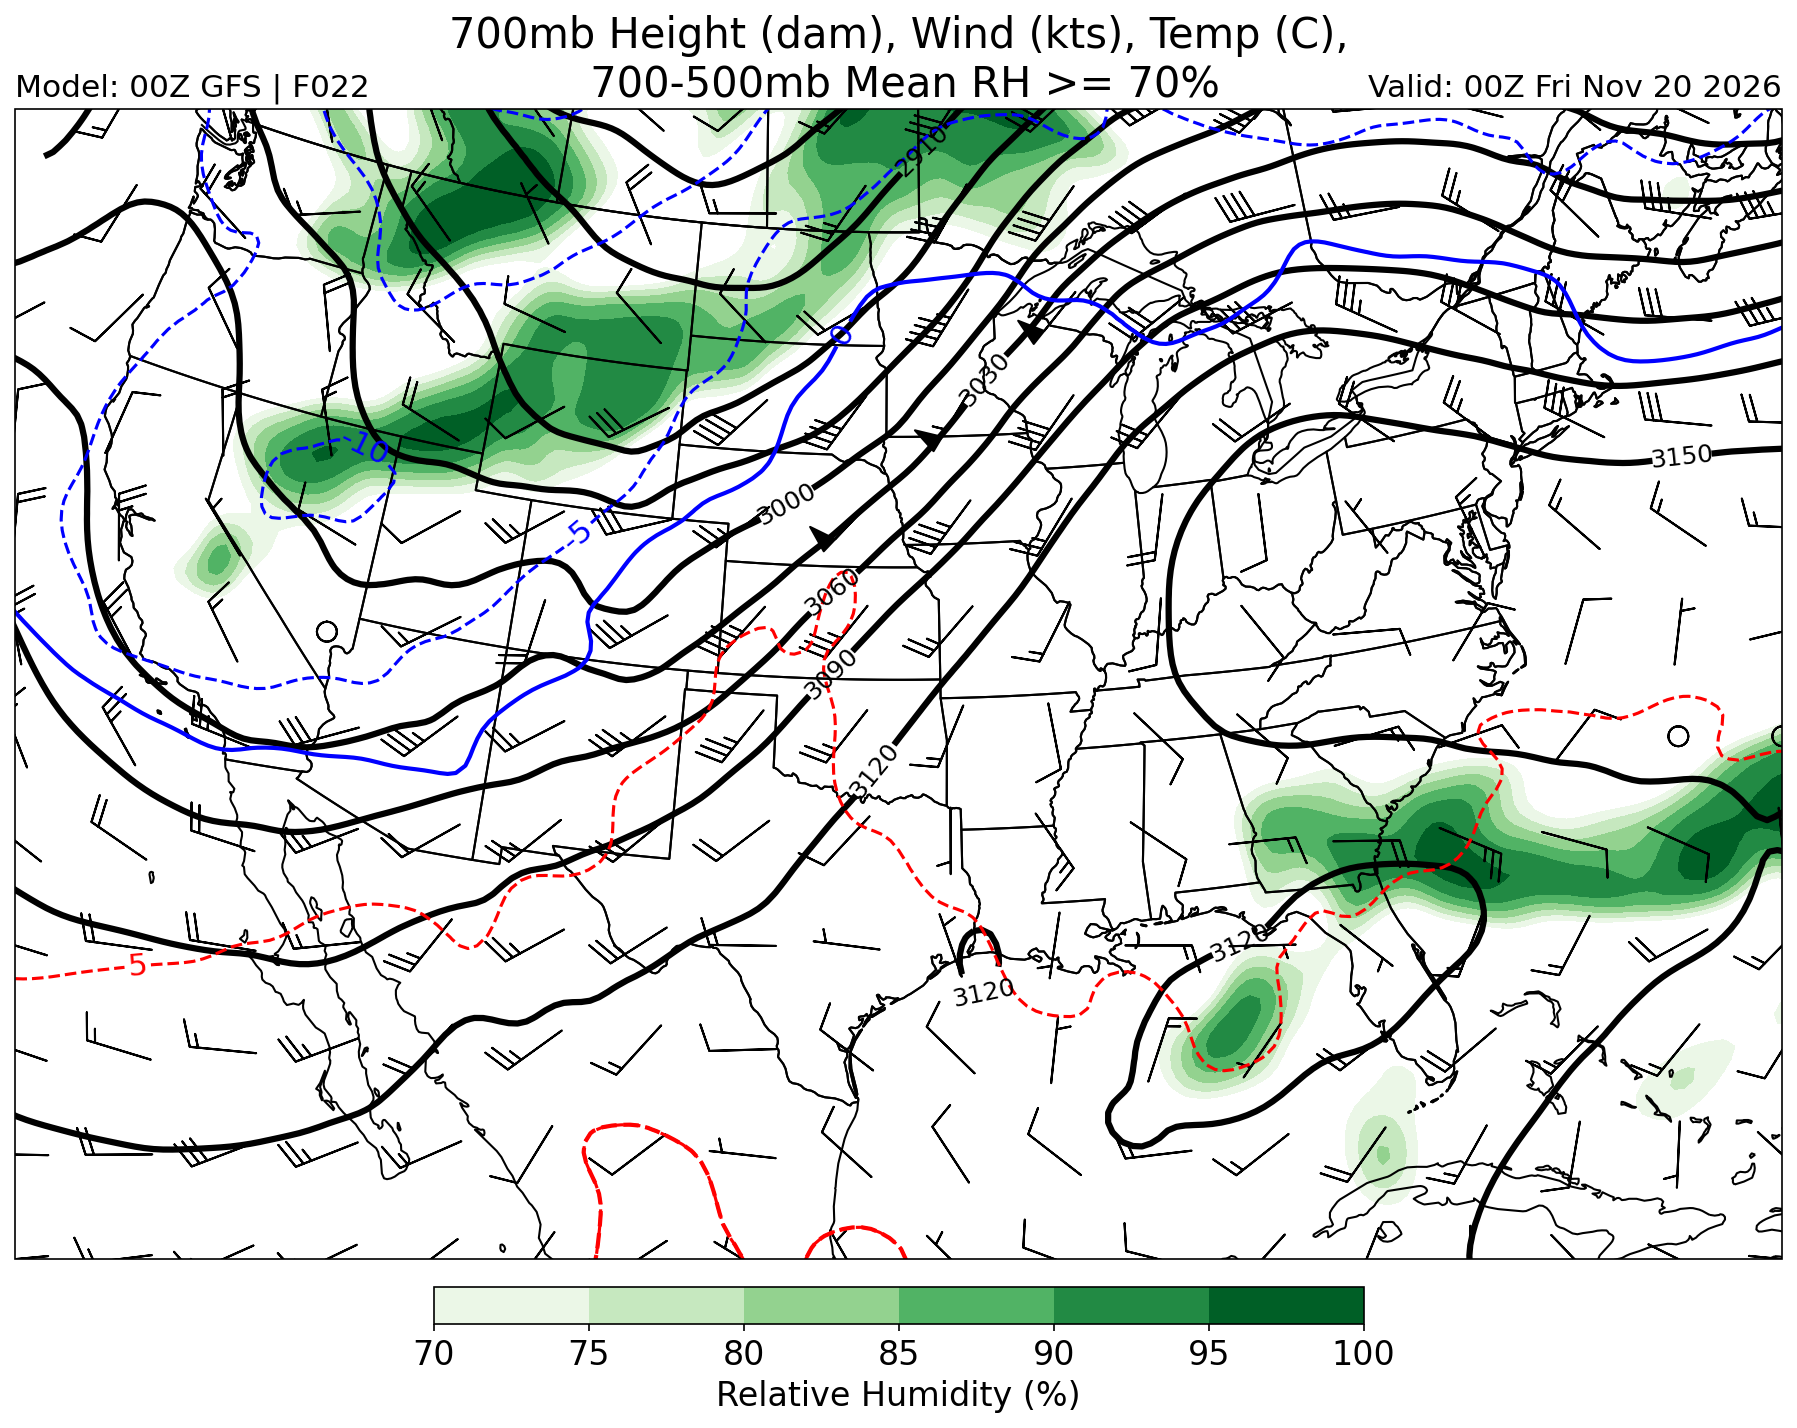 700mb Height (dam), Wind (kts), Temp (C),
700-500mb Mean RH >= 70%
Model: 00Z GFS | F022
Valid: 00Z Fri Nov 20 2026
2910
0
3030
-10
3150
3000
-5
3060
3090
3120
3120
5
3120
70 75 80 85 90 95 100
Relative Humidity (%)